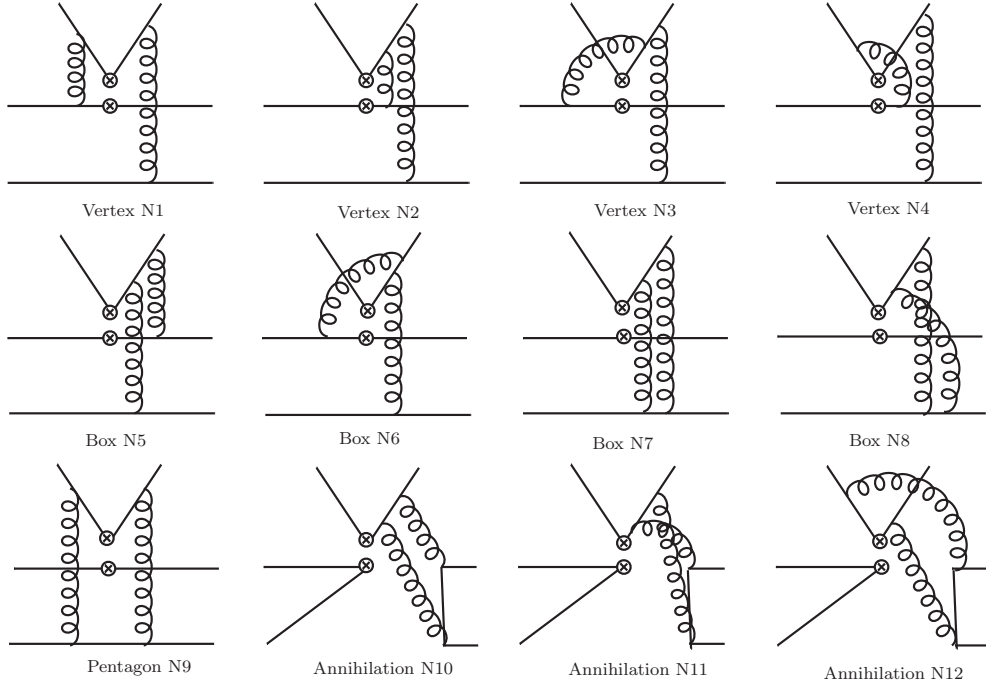 Vertex N1
Vertex N2
Vertex N3
Vertex N4
Box N5
Box N6
Box N7
Box N8
Pentagon N9
Annihilation N10
Annihilation N11
Annihilation N12